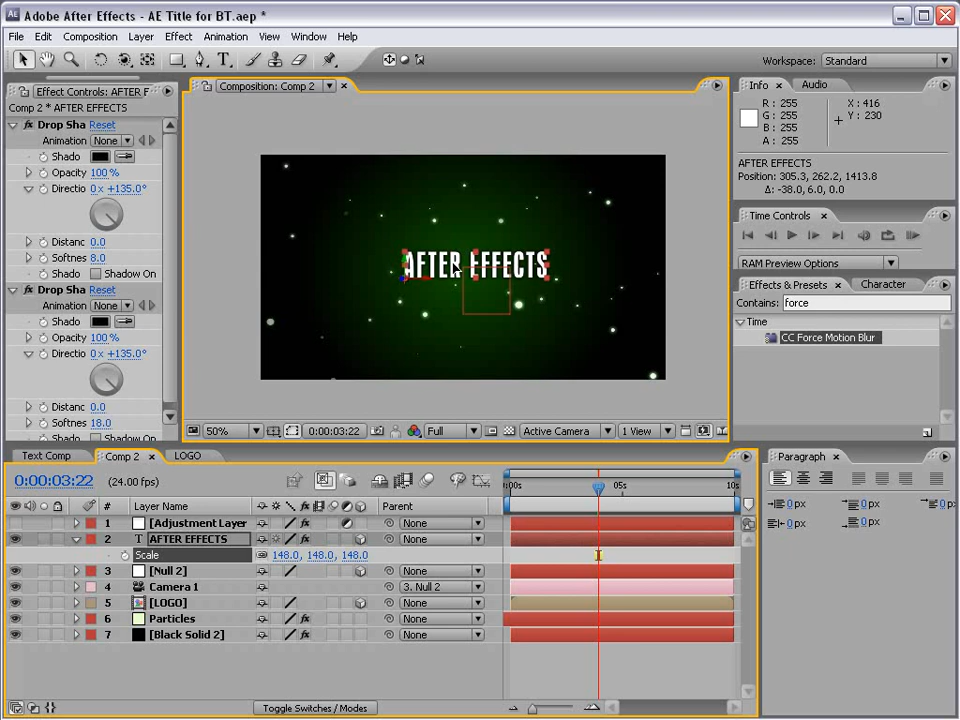 Adobe After Effects - AE Title for BT.aep *
File Edit Composition Layer Effect Animation View Window Help
Workspace: Standard
Effect Controls: AFTER F
Comp 2 * AFTER EFFECTS
Drop Sha Reset
Animation None
Shado
Opacity 100 %
Directio 0 x +135.0°
Distanc 0.0
Softnes 8.0
Shado Shadow On
Drop Sha Reset
Animation None
Shado
Opacity 100 %
Directio 0 x +135.0°
Distanc 0.0
Softnes 18.0
Shado Shadow On
Composition: Comp 2
AFTER EFFECTS
50% 0:00:03:22 Full Active Camera 1 View
Info Audio
R : 255
G : 255
B : 255
A : 255
X : 416
Y : 230
AFTER EFFECTS
Position: 305.3, 262.2, 1413.8
Δ: -38.0, 6.0, 0.0
Time Controls
RAM Preview Options
Effects & Presets Character
Contains: force
Time
CC Force Motion Blur
Text Comp Comp 2 LOGO
0:00:03:22 (24.00 fps)
# Layer Name Parent
1 [Adjustment Layer None
2 T AFTER EFFECTS None
Scale 148.0, 148.0, 148.0
3 [Null 2] None
4 Camera 1 3. Null 2
5 [LOGO] None
6 Particles None
7 [Black Solid 2] None
:00s 05s 10s
Toggle Switches / Modes
Paragraph
0 px 0 px 0 px
0 px 0 px